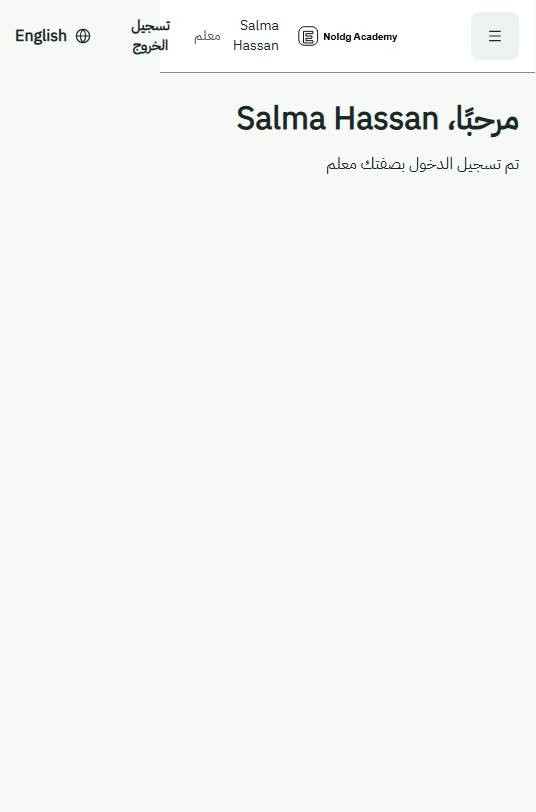 Noldg Academy
Salma
Hassan
معلم
تسجيل
الخروج
English
مرحبًا، Salma Hassan
تم تسجيل الدخول بصفتك معلم